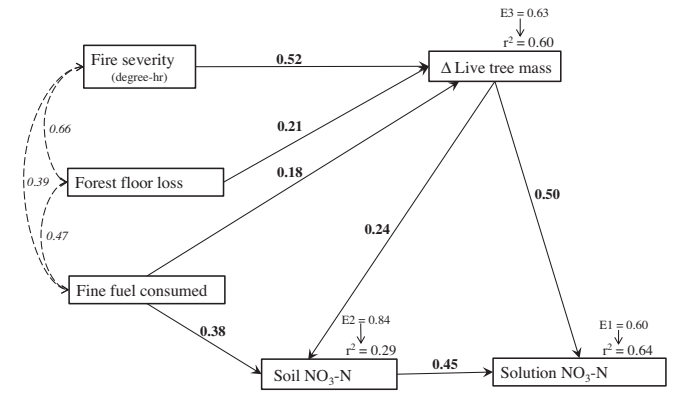 E3 = 0.63
r² = 0.60
Fire severity
(degree-hr)
0.52
Δ Live tree mass
0.66
0.21
0.18
0.39
Forest floor loss
0.50
0.47
0.24
Fine fuel consumed
0.38
E2 = 0.84
r² = 0.29
E1 = 0.60
r² = 0.64
Soil NO₃-N
0.45
Solution NO₃-N